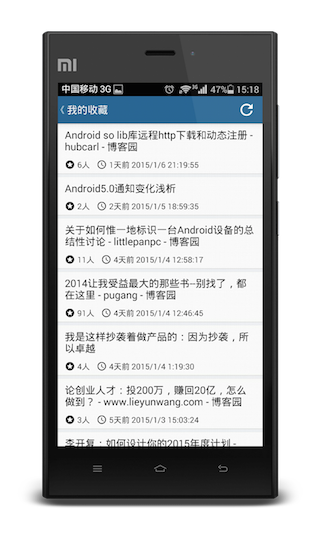 mi
中国移动 3G
3G
47%
15:18
我的收藏
Android so lib库远程http下载和动态注册 -
hubcarl - 博客园
6人 1天前 2015/1/6 21:19:55
Android5.0通知变化浅析
2人 2天前 2015/1/5 18:59:35
关于如何惟一地标识一台Android设备的总
结性讨论 - littlepanpc - 博客园
11人 4天前 2015/1/4 12:58:17
2014让我受益最大的那些书--别找了，都
在这里 - pugang - 博客园
91人 4天前 2015/1/4 12:46:45
我是这样抄袭着做产品的：因为抄袭，所
以卓越
4人 4天前 2015/1/4 1:19:30
论创业人才：投200万，赚回20亿，怎么
做到？ - www.lieyunwang.com - 博客园
3人 5天前 2015/1/3 15:03:24
李开复：如何设计你的2015年度计划 -